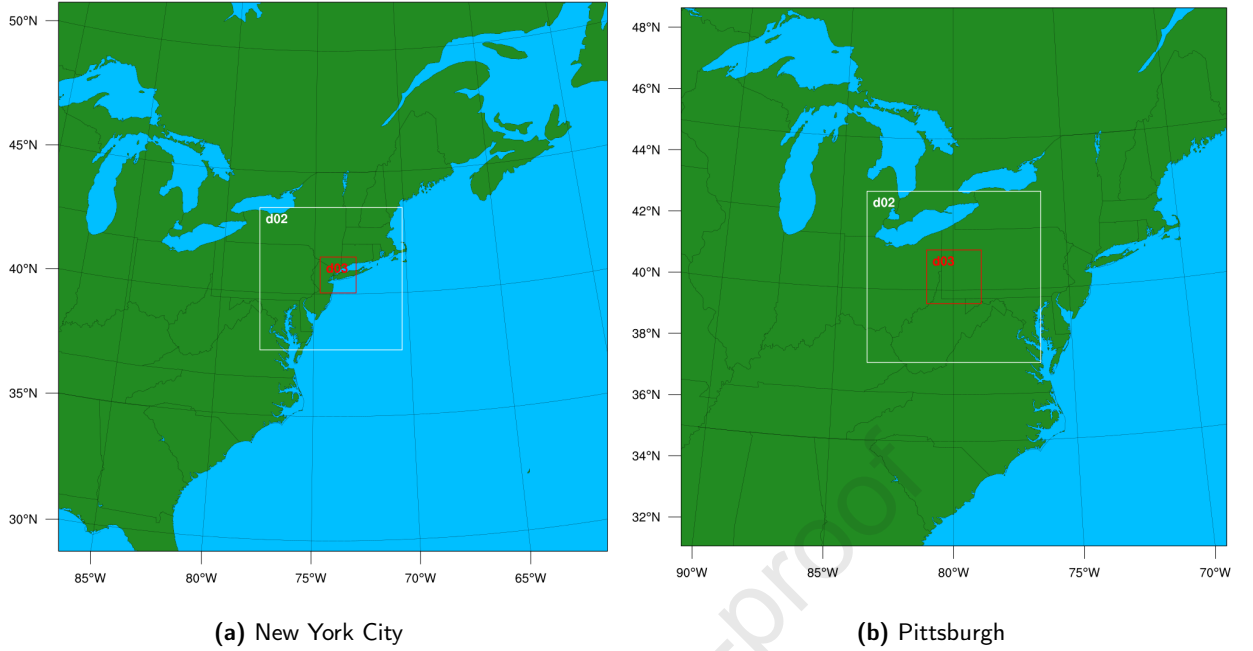 50°N
45°N
40°N
35°N
30°N
85°W 80°W 75°W 70°W 65°W
d02
d03
(a) New York City
48°N
46°N
44°N
42°N
40°N
38°N
36°N
34°N
32°N
90°W 85°W 80°W 75°W 70°W
d02
d03
(b) Pittsburgh
-proof